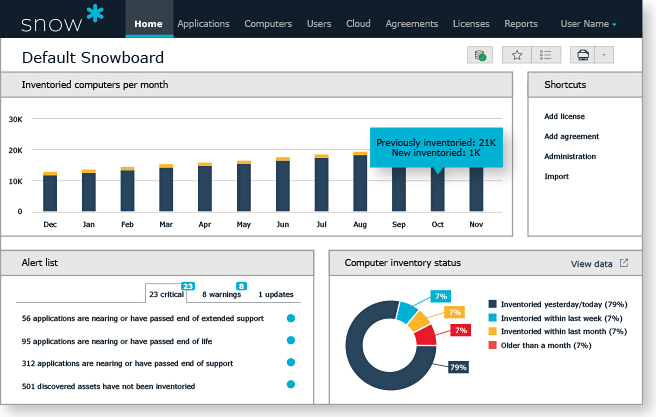 snow
Home Applications Computers Users Cloud Agreements Licenses Reports User Name
Default Snowboard
Inventoried computers per month
30K
20K
10K
0
Previously inventoried: 21K
New inventoried: 1K
Dec Jan Feb Mar Apr May Jun Jul Aug Sep Oct Nov
Shortcuts
Add license
Add agreement
Administration
Import
Alert list
23 critical 23 8 warnings 8 1 updates
56 applications are nearing or have passed end of extended support
95 applications are nearing or have passed end of life
312 applications are nearing or have passed end of support
501 discovered assets have not been inventoried
Computer inventory status
View data
7%
7%
7%
79%
Inventoried yesterday/today (79%)
Inventoried within last week (7%)
Inventoried within last month (7%)
Older than a month (7%)